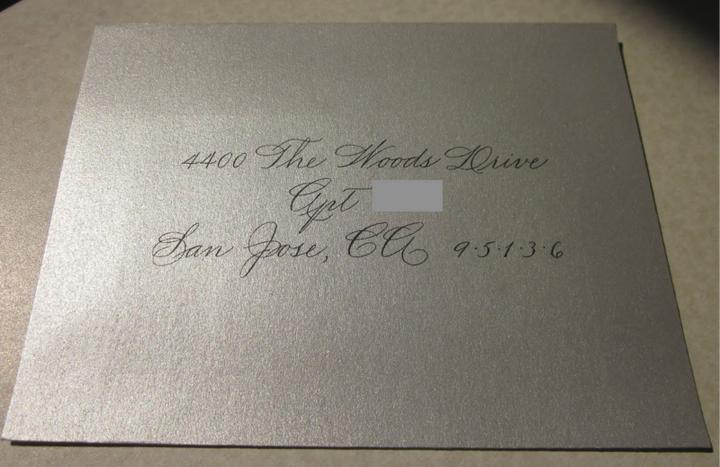 4400 The Woods Drive
Apt
San Jose, CA 9·5·1·3·6